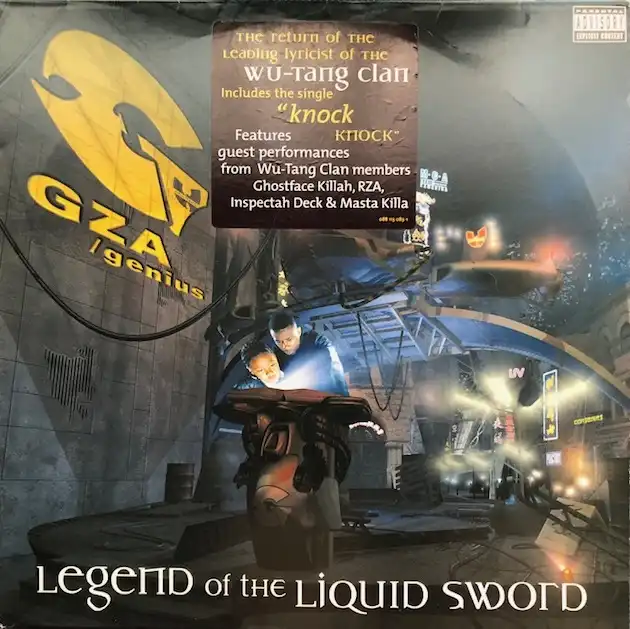 THE RETURN OF THE
LEADING LYRICIST OF THE
WU-TANG CLAN
Includes the single
"KNOCK
KNOCK"
Features
guest performances
from Wu-Tang Clan members
Ghostface Killah, RZA,
Inspectah Deck & Masta Killa
PARENTAL
ADVISORY
EXPLICIT CONTENT
GZA
/genius
LEGEND OF THE LIQUID SWORD